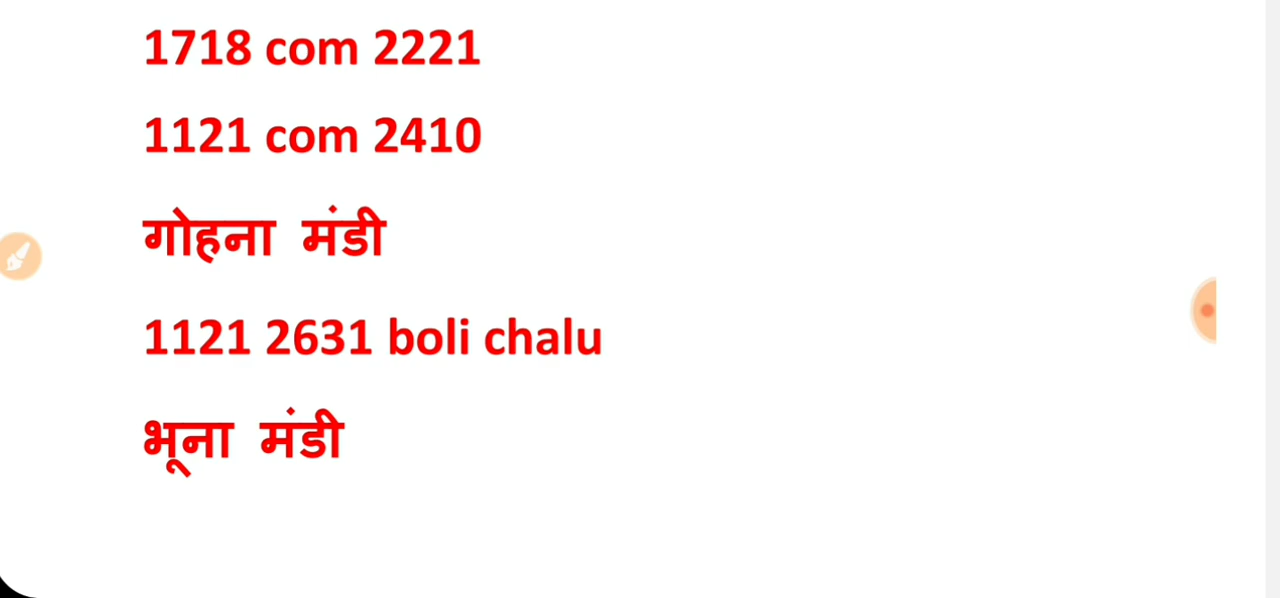 1718 com 2221
1121 com 2410
गोहना मंडी
1121 2631 boli chalu
भूना मंडी